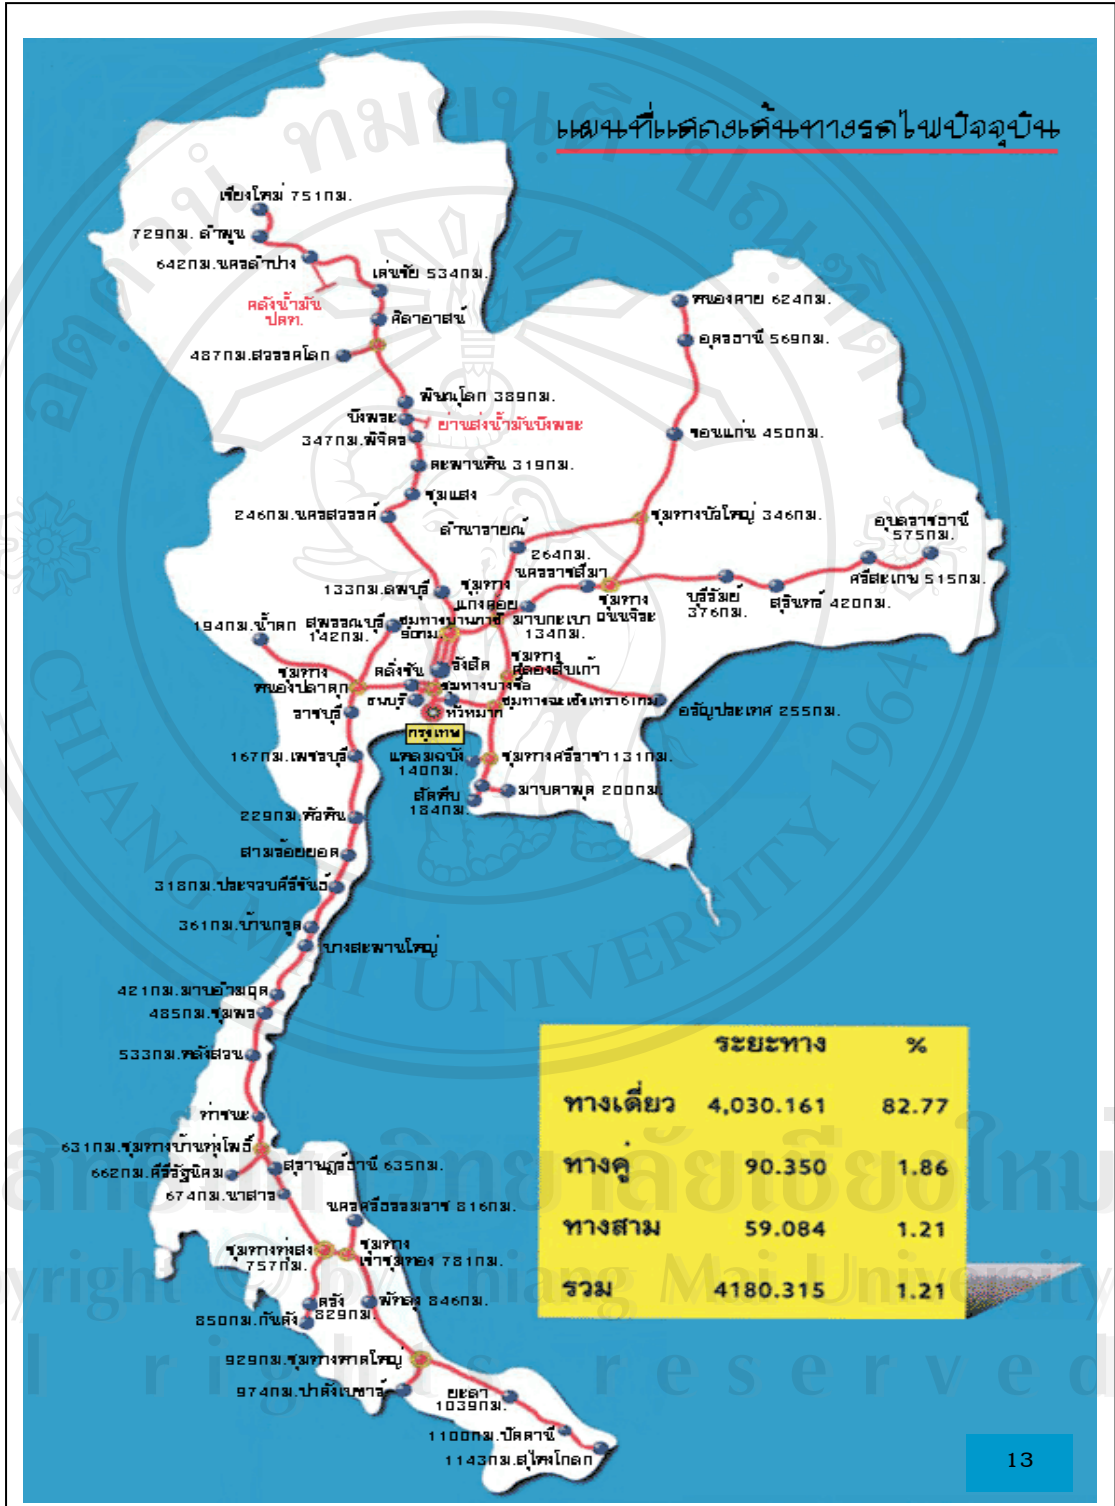 แผนที่แสดงเส้นทางรถไฟปัจจุบัน
เชียงใหม่ 751กม.
729กม. ลำพูน
642กม.นครลำปาง
เด่นชัย 534กม.
คลังน้ำมัน
ปตท.
ศิลาอาสน์
487กม.สวรรคโลก
หนองคาย 624กม.
อุดรธานี 569กม.
พิษณุโลก 389กม.
บึงพระ
ย่านส่งน้ำมันบึงพระ
347กม.พิจิตร
ขอนแก่น 450กม.
ตะพานหิน 319กม.
ชุมแสง
246กม.นครสวรรค์
ลำนารายณ์
ชุมทางบัวใหญ่ 346กม.
อุบลราชธานี
575กม.
264กม.
นครราชสีมา
ศรีสะเกษ 515กม.
133กม.ลพบุรี
ชุมทาง
แก่งคอย
มาบกะเบา
134กม.
ชุมทาง
ถนนจิระ
บุรีรัมย์
376กม.
สุรินทร์ 420กม.
194กม.น้ำตก
สุพรรณบุรี
142กม.
ชุมทางบ้านภาชี
90กม.
ชุมทาง
คลองสิบเก้า
ชุมทาง
หนองปลาดุก
ตลิ่งชัน
รังสิต
ชุมทางบางซื่อ
ธนบุรี
หัวหมาก
ชุมทางฉะเชิงเทรา61กม.
อรัญประเทศ 255กม.
ราชบุรี
กรุงเทพ
167กม.เพชรบุรี
แหลมฉบัง
140กม.
ชุมทางศรีราชา131กม.
สัตหีบ
184กม.
มาบตาพุด 200กม.
229กม.หัวหิน
สามร้อยยอด
318กม.ประจวบคีรีขันธ์
361กม.บ้านกรูด
บางสะพานใหญ่
421กม.มาบอำมฤต
485กม.ชุมพร
533กม.หลังสวน
ท่าชนะ
631กม.ชุมทางบ้านทุ่งโพธิ์
662กม.คีรีรัฐนิคม
สุราษฎร์ธานี 635กม.
674กม.นาสาร
นครศรีธรรมราช 816กม.
ชุมทางทุ่งสง
757กม.
ชุมทาง
เขาชุมทอง 781กม.
ตรัง
829กม.
พัทลุง 846กม.
850กม.กันตัง
929กม.ชุมทางหาดใหญ่
974กม.ปาดังเบซาร์
ยะลา
1039กม.
1100กม.ปัตตานี
1143กม.สุไหงโกลก
ระยะทาง %
ทางเดี่ยว 4,030.161 82.77
ทางคู่ 90.350 1.86
ทางสาม 59.084 1.21
รวม 4180.315 1.21
13
CHIANG MAI UNIVERSITY 1964
by Chiang Mai University
rights reserved